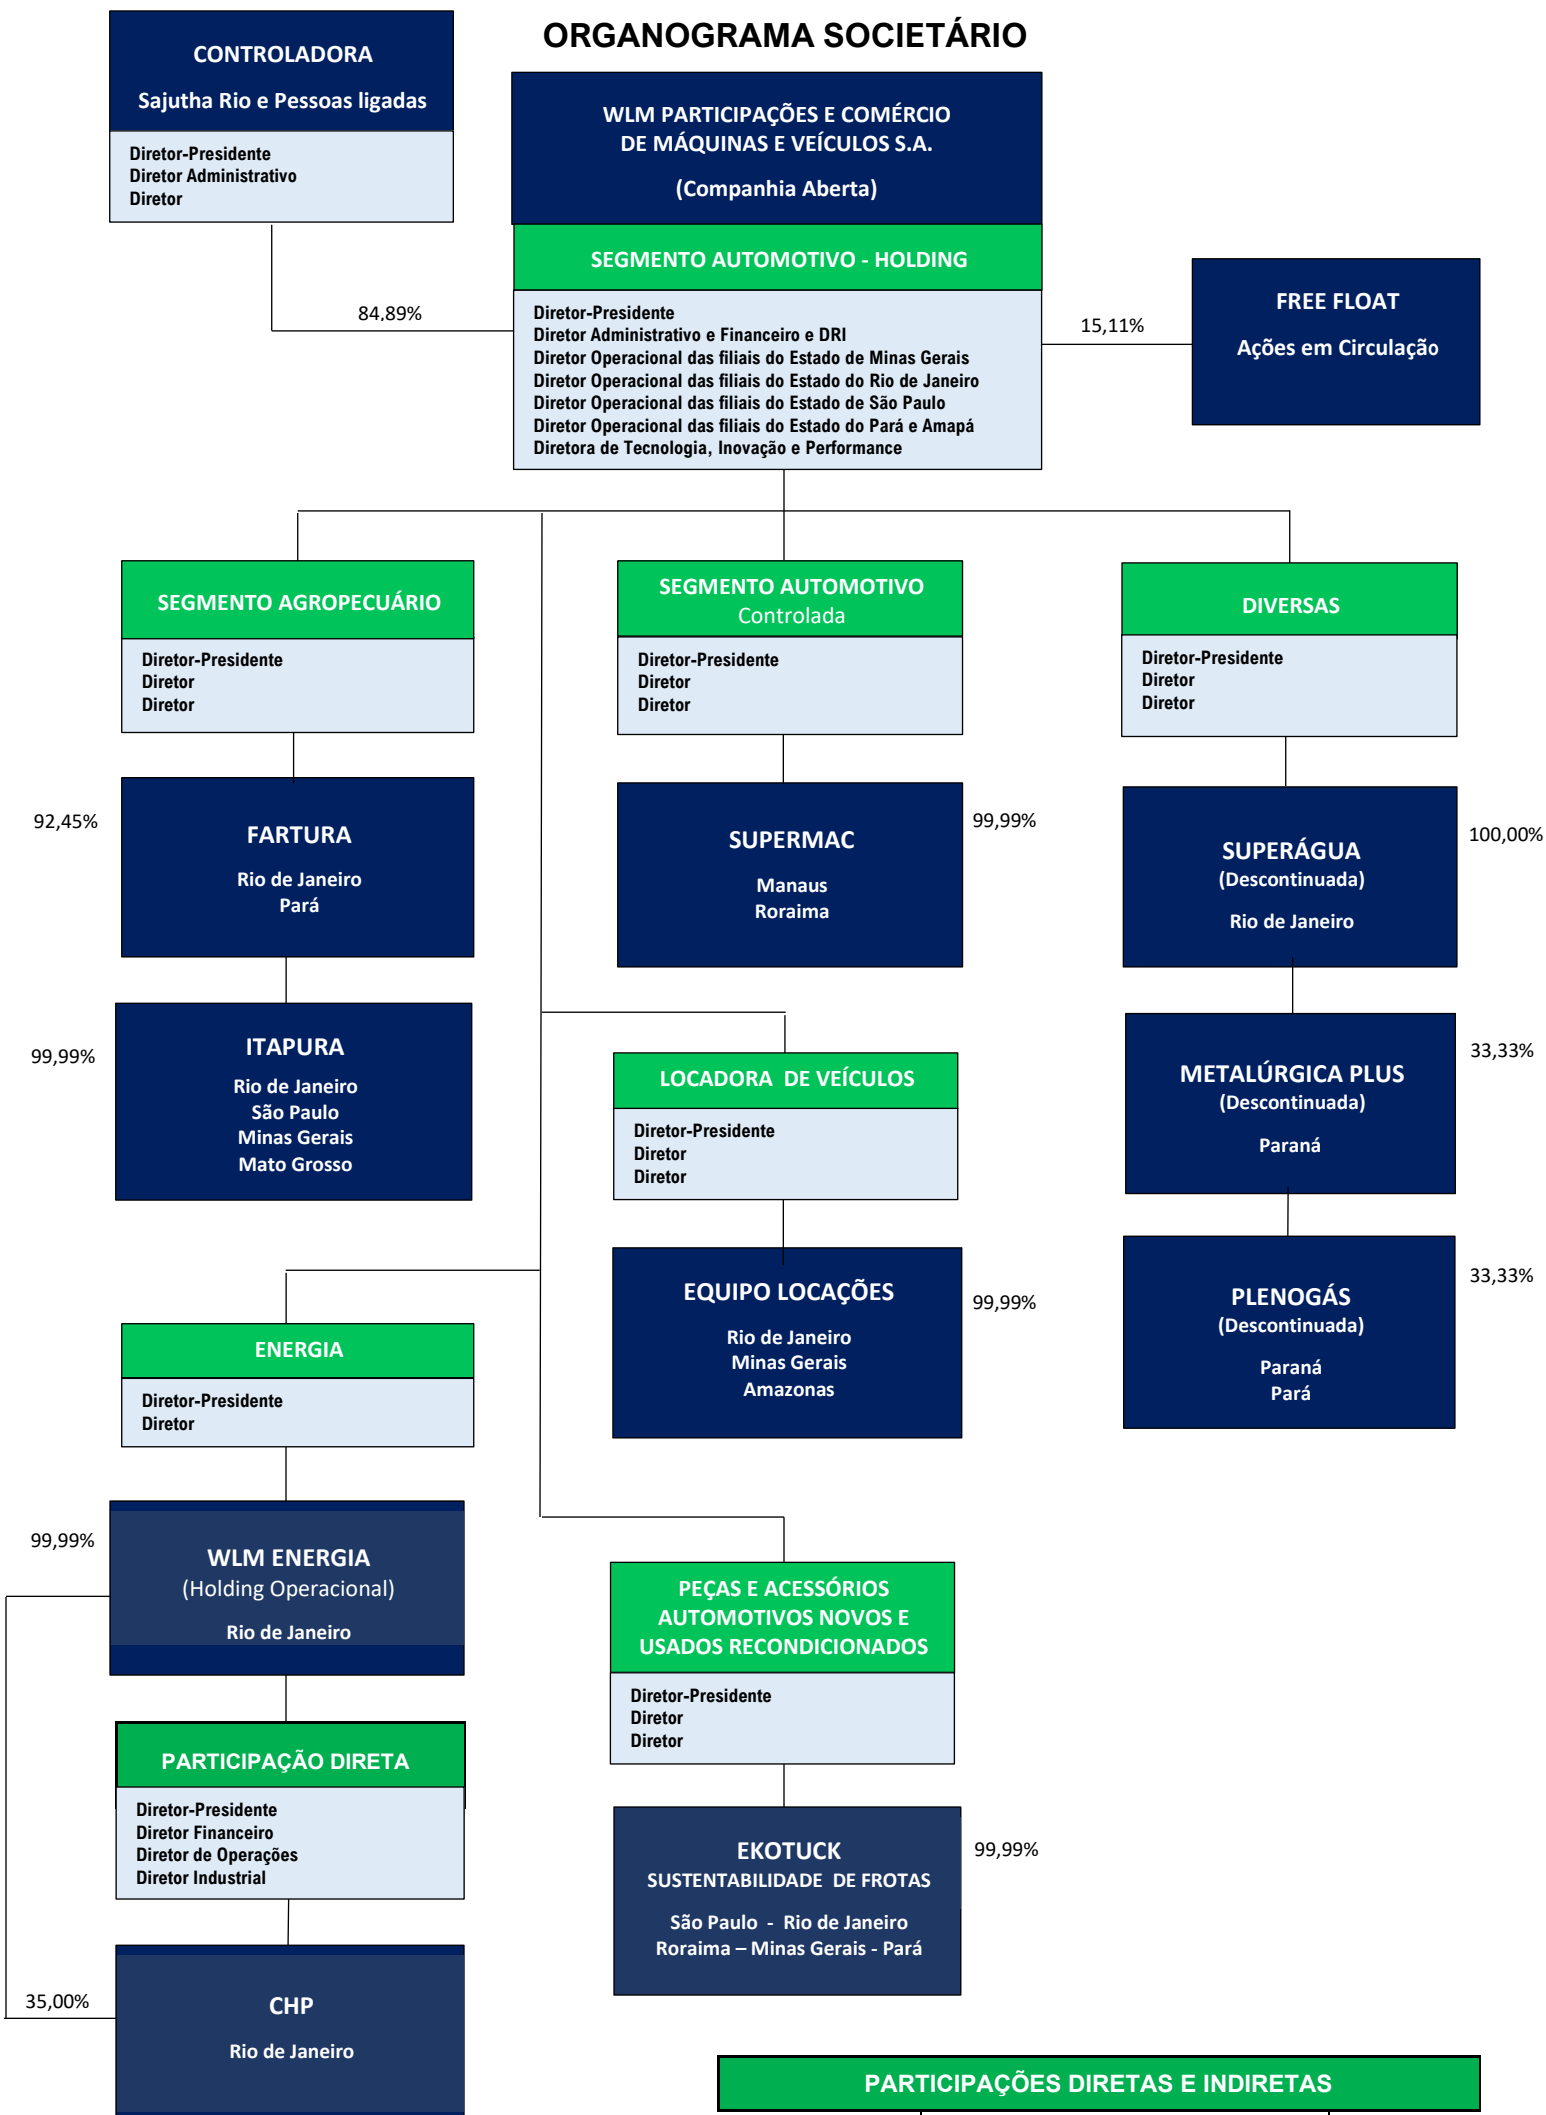 ORGANOGRAMA SOCIETÁRIO
CONTROLADORA
Sajutha Rio e Pessoas ligadas
Diretor-Presidente
Diretor Administrativo
Diretor
WLM PARTICIPAÇÕES E COMÉRCIO
DE MÁQUINAS E VEÍCULOS S.A.
(Companhia Aberta)
SEGMENTO AUTOMOTIVO - HOLDING
Diretor-Presidente
Diretor Administrativo e Financeiro e DRI
Diretor Operacional das filiais do Estado de Minas Gerais
Diretor Operacional das filiais do Estado do Rio de Janeiro
Diretor Operacional das filiais do Estado de São Paulo
Diretor Operacional das filiais do Estado do Pará e Amapá
Diretora de Tecnologia, Inovação e Performance
84,89%
15,11%
FREE FLOAT
Ações em Circulação
SEGMENTO AGROPECUÁRIO
Diretor-Presidente
Diretor
Diretor
92,45%
FARTURA
Rio de Janeiro
Pará
99,99%
ITAPURA
Rio de Janeiro
São Paulo
Minas Gerais
Mato Grosso
SEGMENTO AUTOMOTIVO
Controlada
Diretor-Presidente
Diretor
Diretor
SUPERMAC
Manaus
Roraima
99,99%
DIVERSAS
Diretor-Presidente
Diretor
Diretor
SUPERÁGUA
(Descontinuada)
Rio de Janeiro
100,00%
METALÚRGICA PLUS
(Descontinuada)
Paraná
33,33%
PLENOGÁS
(Descontinuada)
Paraná
Pará
33,33%
LOCADORA DE VEÍCULOS
Diretor-Presidente
Diretor
Diretor
EQUIPO LOCAÇÕES
Rio de Janeiro
Minas Gerais
Amazonas
99,99%
ENERGIA
Diretor-Presidente
Diretor
99,99%
WLM ENERGIA
(Holding Operacional)
Rio de Janeiro
PARTICIPAÇÃO DIRETA
Diretor-Presidente
Diretor Financeiro
Diretor de Operações
Diretor Industrial
35,00%
CHP
Rio de Janeiro
PEÇAS E ACESSÓRIOS
AUTOMOTIVOS NOVOS E
USADOS RECONDICIONADOS
Diretor-Presidente
Diretor
Diretor
EKOTUCK
SUSTENTABILIDADE DE FROTAS
São Paulo - Rio de Janeiro
Roraima – Minas Gerais - Pará
99,99%
PARTICIPAÇÕES DIRETAS E INDIRETAS